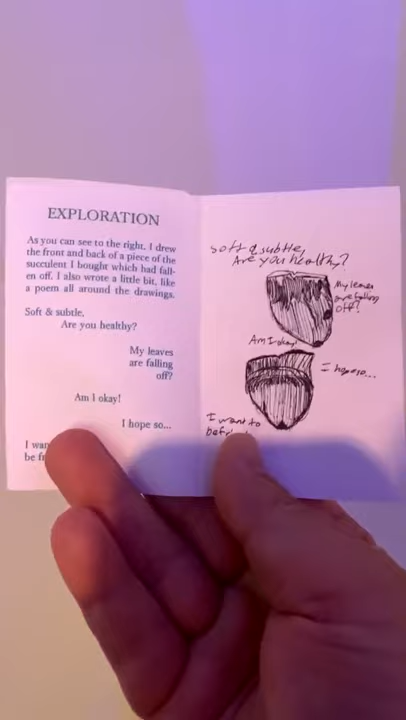 EXPLORATION
As you can see to the right, I drew
the front and back of a piece of the
succulent I bought which had fall-
en off. I also wrote a little bit, like
a poem all around the drawings.
Soft & subtle,
Are you healthy?
My leaves
are falling
off?
Am I okay!
I hope so...
I
be
soft & subtle,
Are you healthy?
My leaves
are falling
off?
Am I okay!
I hope so...
I want to